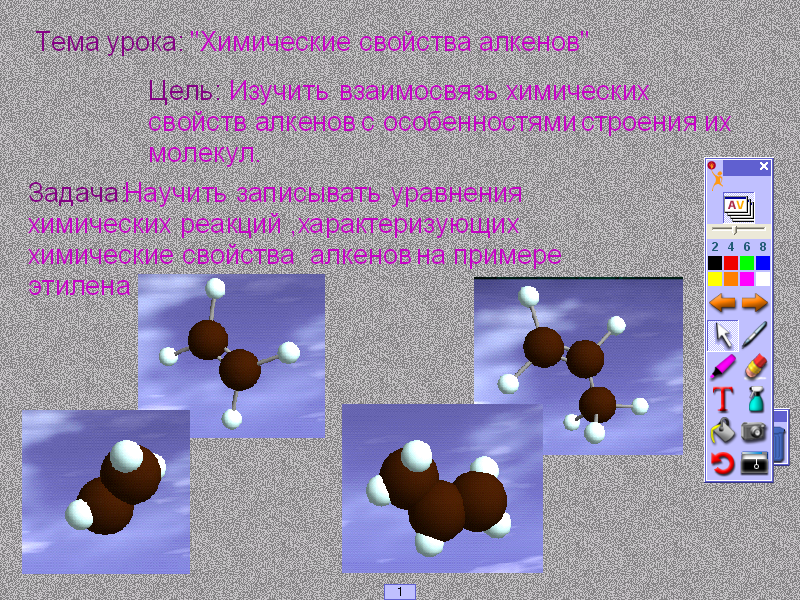 Тема урока: "Химические свойства алкенов"
Цель: Изучить взаимосвязь химических
свойств алкенов с особенностями строения их
молекул.
Задача:Научить записывать уравнения
химических реакций ,характеризующих
химические свойства алкенов на примере
этилена
AV
2 4 6 8
T
1